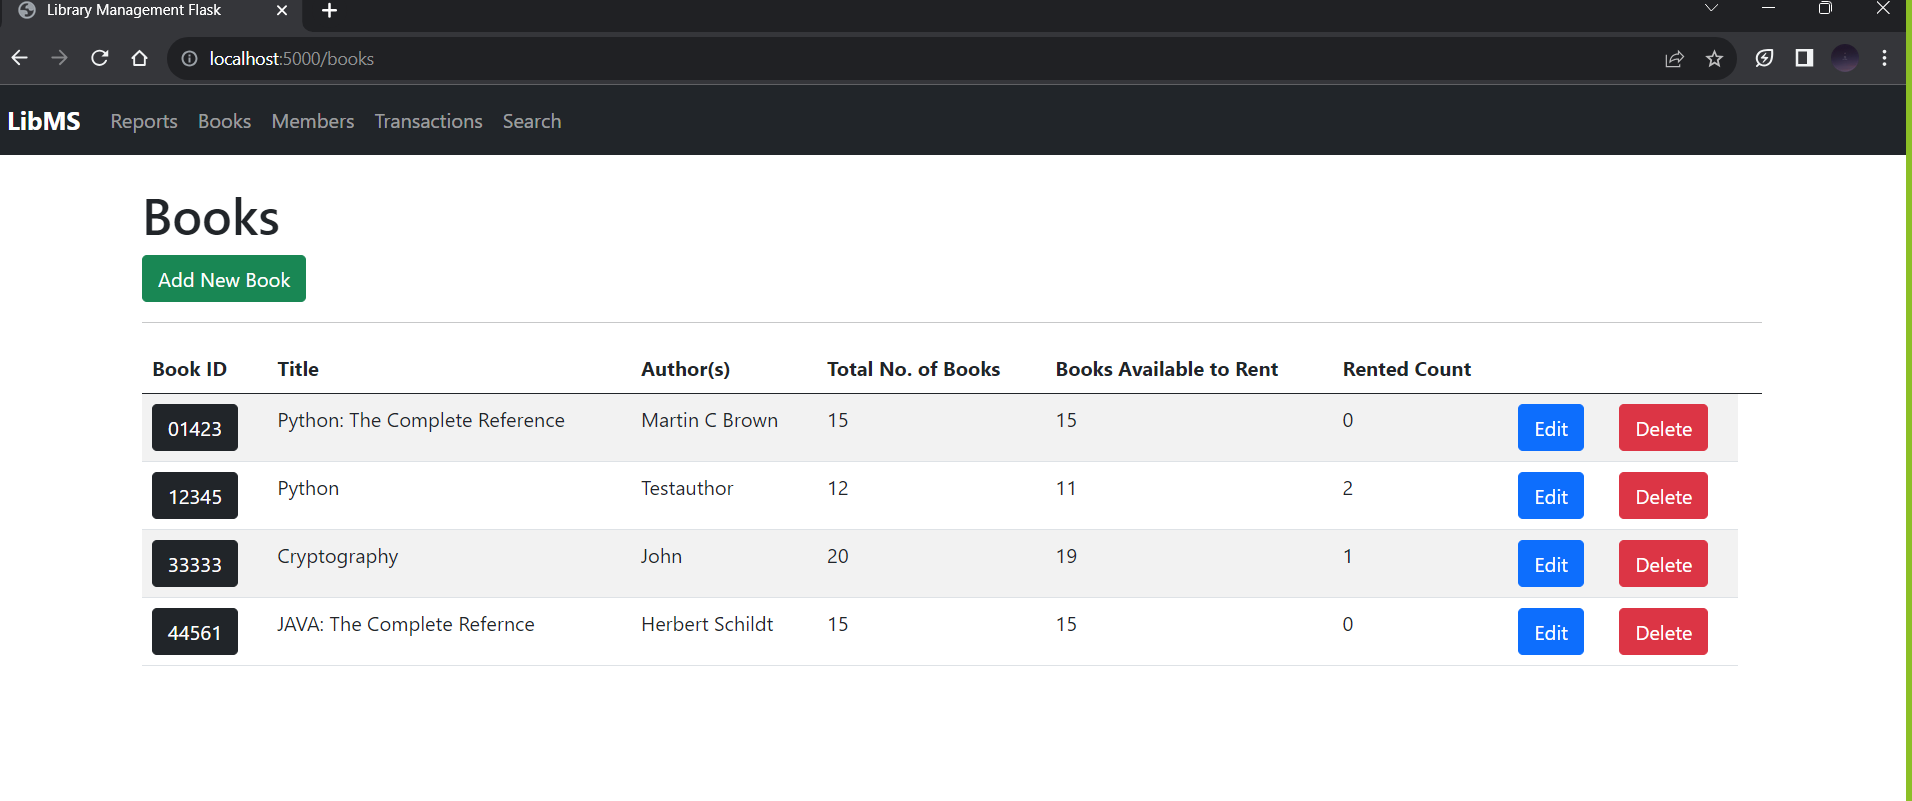 Library Management Flask
localhost:5000/books
LibMS Reports Books Members Transactions Search
Books
Add New Book
Book ID Title Author(s) Total No. of Books Books Available to Rent Rented Count
01423 Python: The Complete Reference Martin C Brown 15 15 0 Edit Delete
12345 Python Testauthor 12 11 2 Edit Delete
33333 Cryptography John 20 19 1 Edit Delete
44561 JAVA: The Complete Refernce Herbert Schildt 15 15 0 Edit Delete